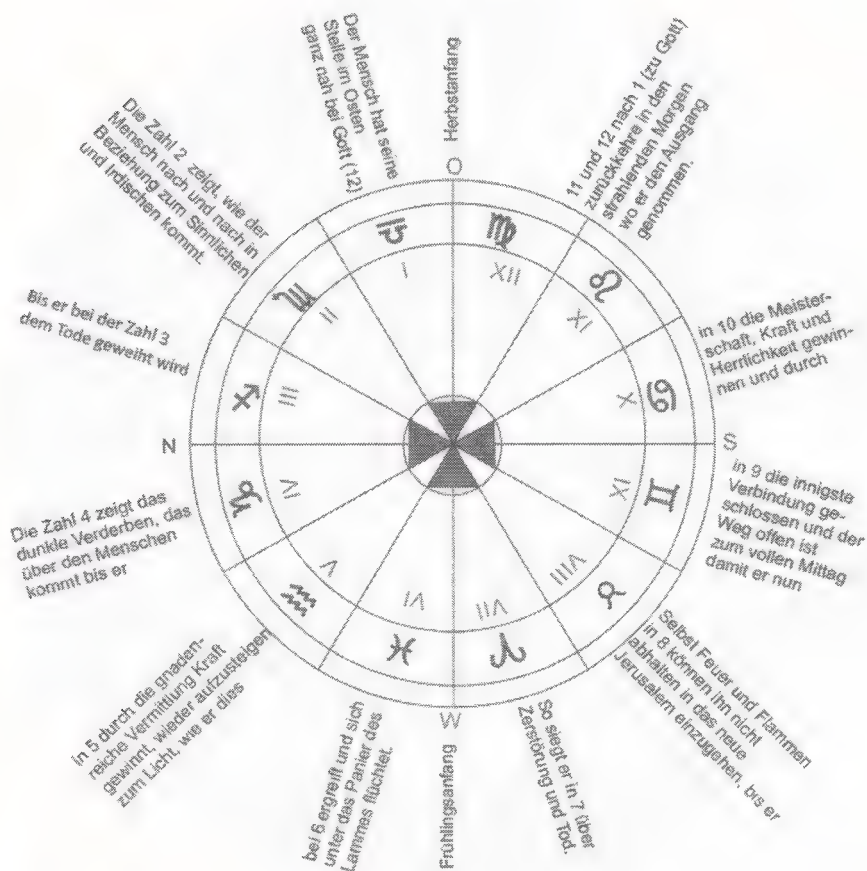 Herbstanfang
O
Der Mensch hat seine
Stelle im Osten
ganz nah bei Gott (12)
Die Zahl 2 zeigt, wie der
Mensch nach und nach in
Beziehung zum Sinnlichen
und Irdischen kommt.
Bis er bei der Zahl 3
dem Tode geweiht wird
N
Die Zahl 4 zeigt das
dunkle Verderben, das
über den Menschen
kommt bis er
in 5 durch die gnaden-
reiche Vermittlung Kraft
gewinnt, wieder aufzusteigen
zum Licht, wie er dies
bei 6 ergreift und sich
unter das Panier des
Lammes flüchtet.
W
Frühlingsanfang
So siegt er in 7 über
Zerstörung und Tod.
Selbst Feuer und Flammen
in 8 können ihn nicht
abhalten in das neue
Jerusalem einzugehen, bis er
in 9 die innigste
Verbindung ge-
schlossen und der
Weg offen ist
zum vollen Mittag
damit er nun
S
in 10 die Meister-
schaft, Kraft und
Herrlichkeit gewin-
nen und durch
11 und 12 nach 1 (zu Gott)
zurückkehre in den
strahlenden Morgen
wo er den Ausgang
genommen.
♎
♏
♐
♑
♒
♓
♈
♉
♊
♋
♌
♍
I
II
III
IV
V
VI
VII
VIII
IX
X
XI
XII